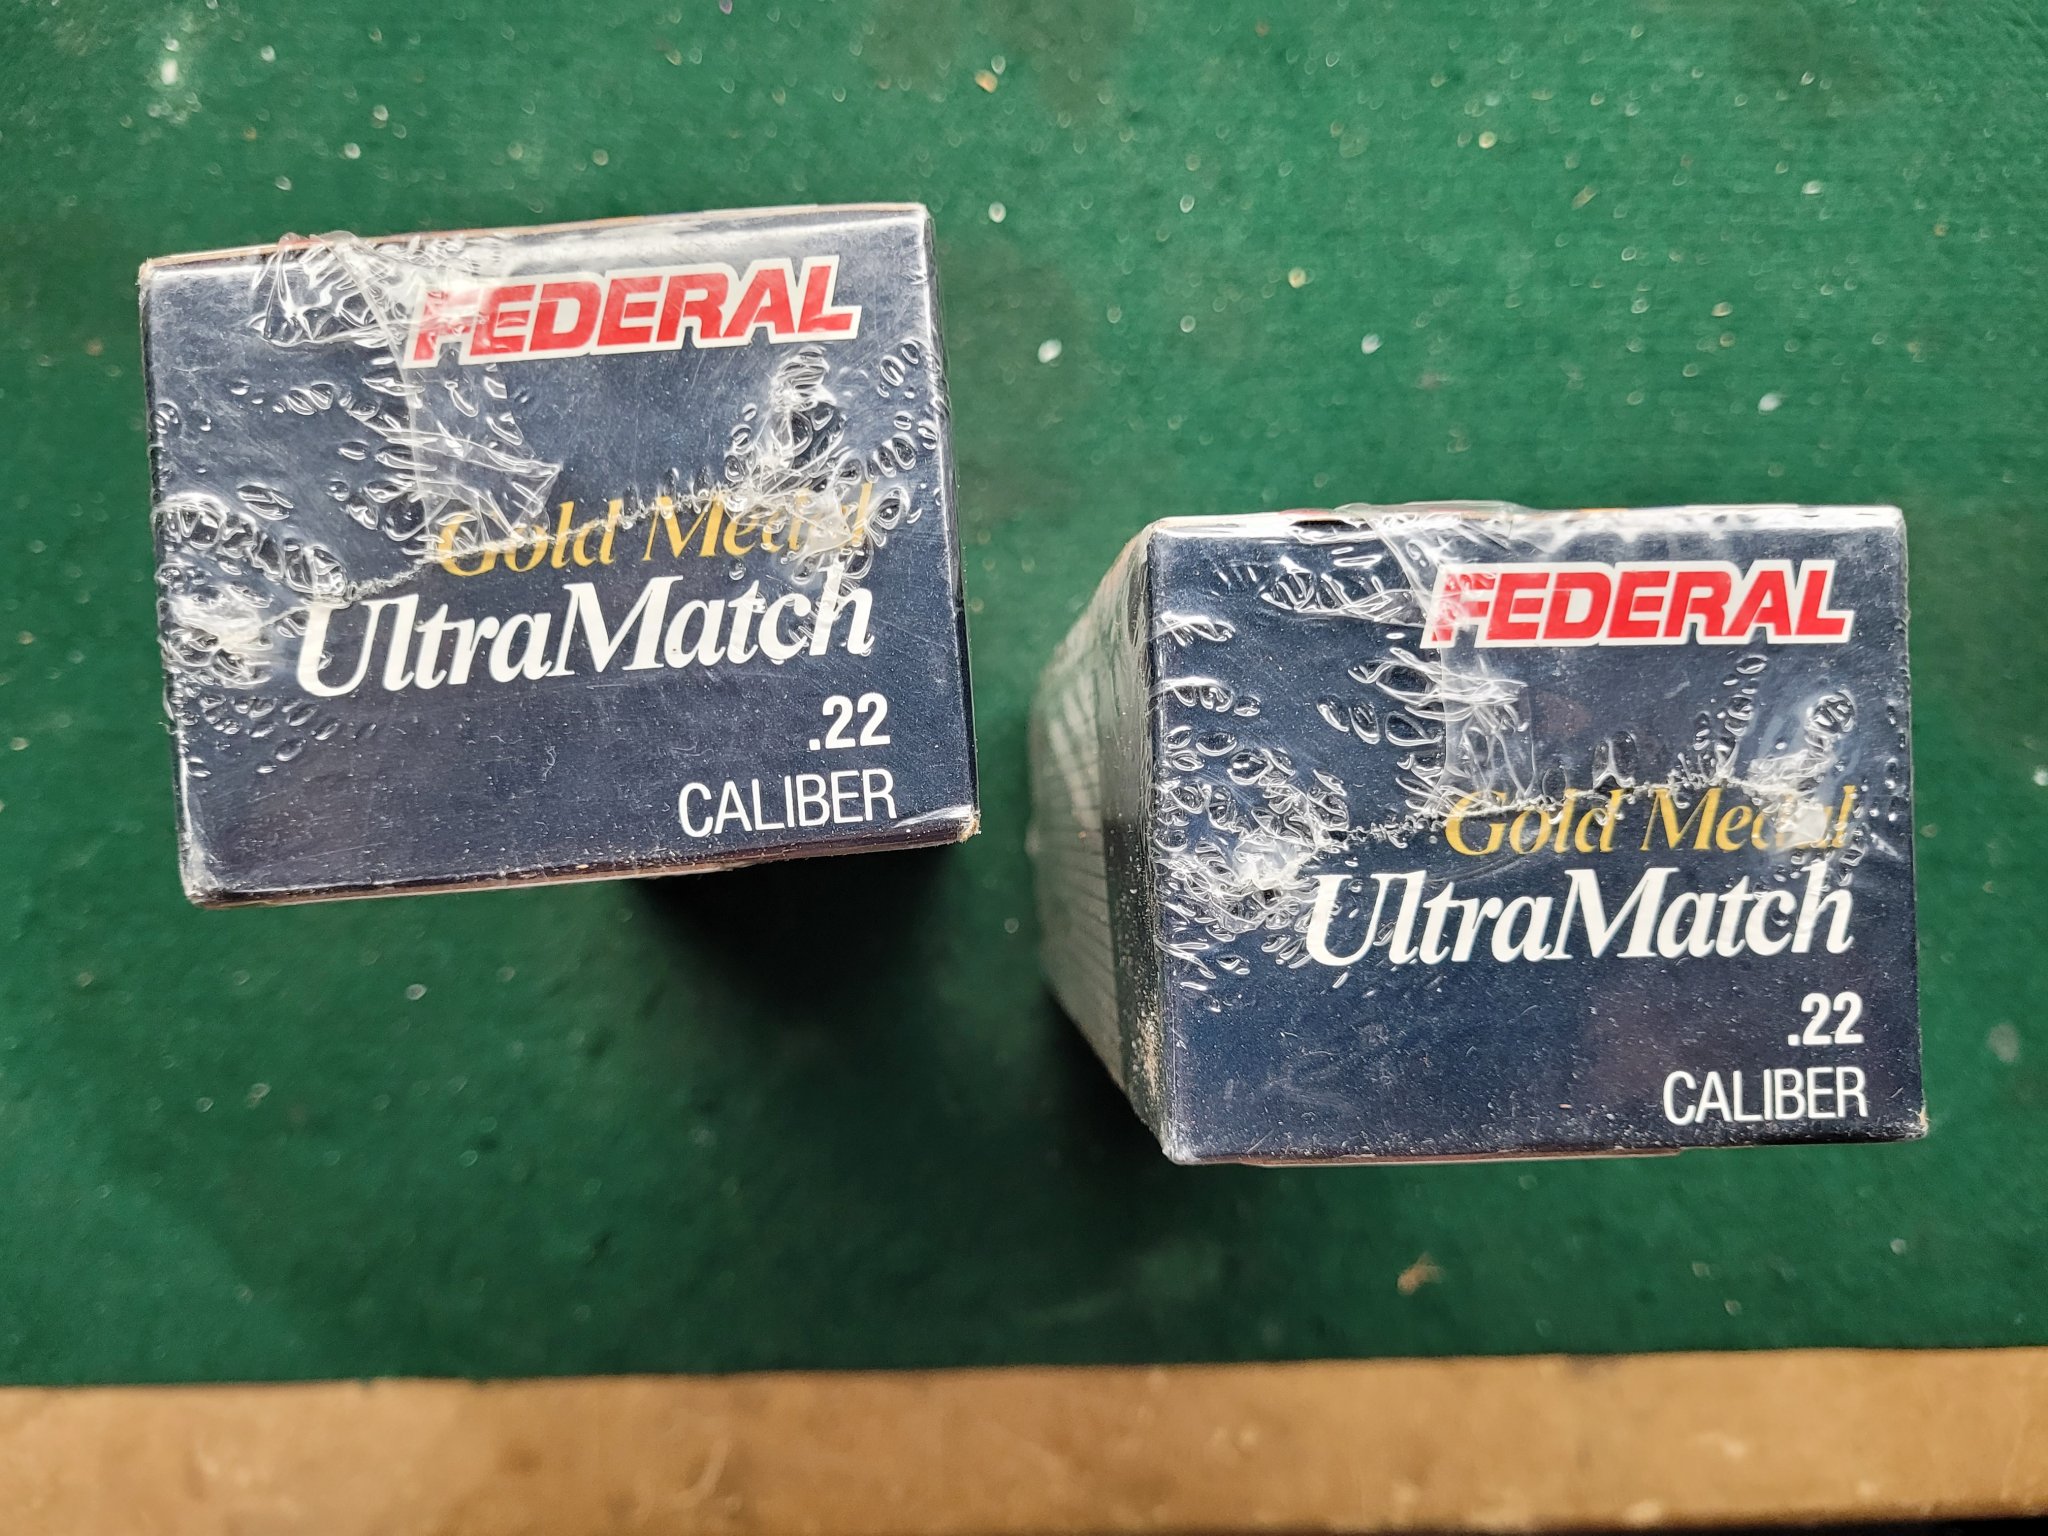 FEDERAL
Gold Medal
UltraMatch
.22
CALIBER
FEDERAL
Gold Medal
UltraMatch
.22
CALIBER